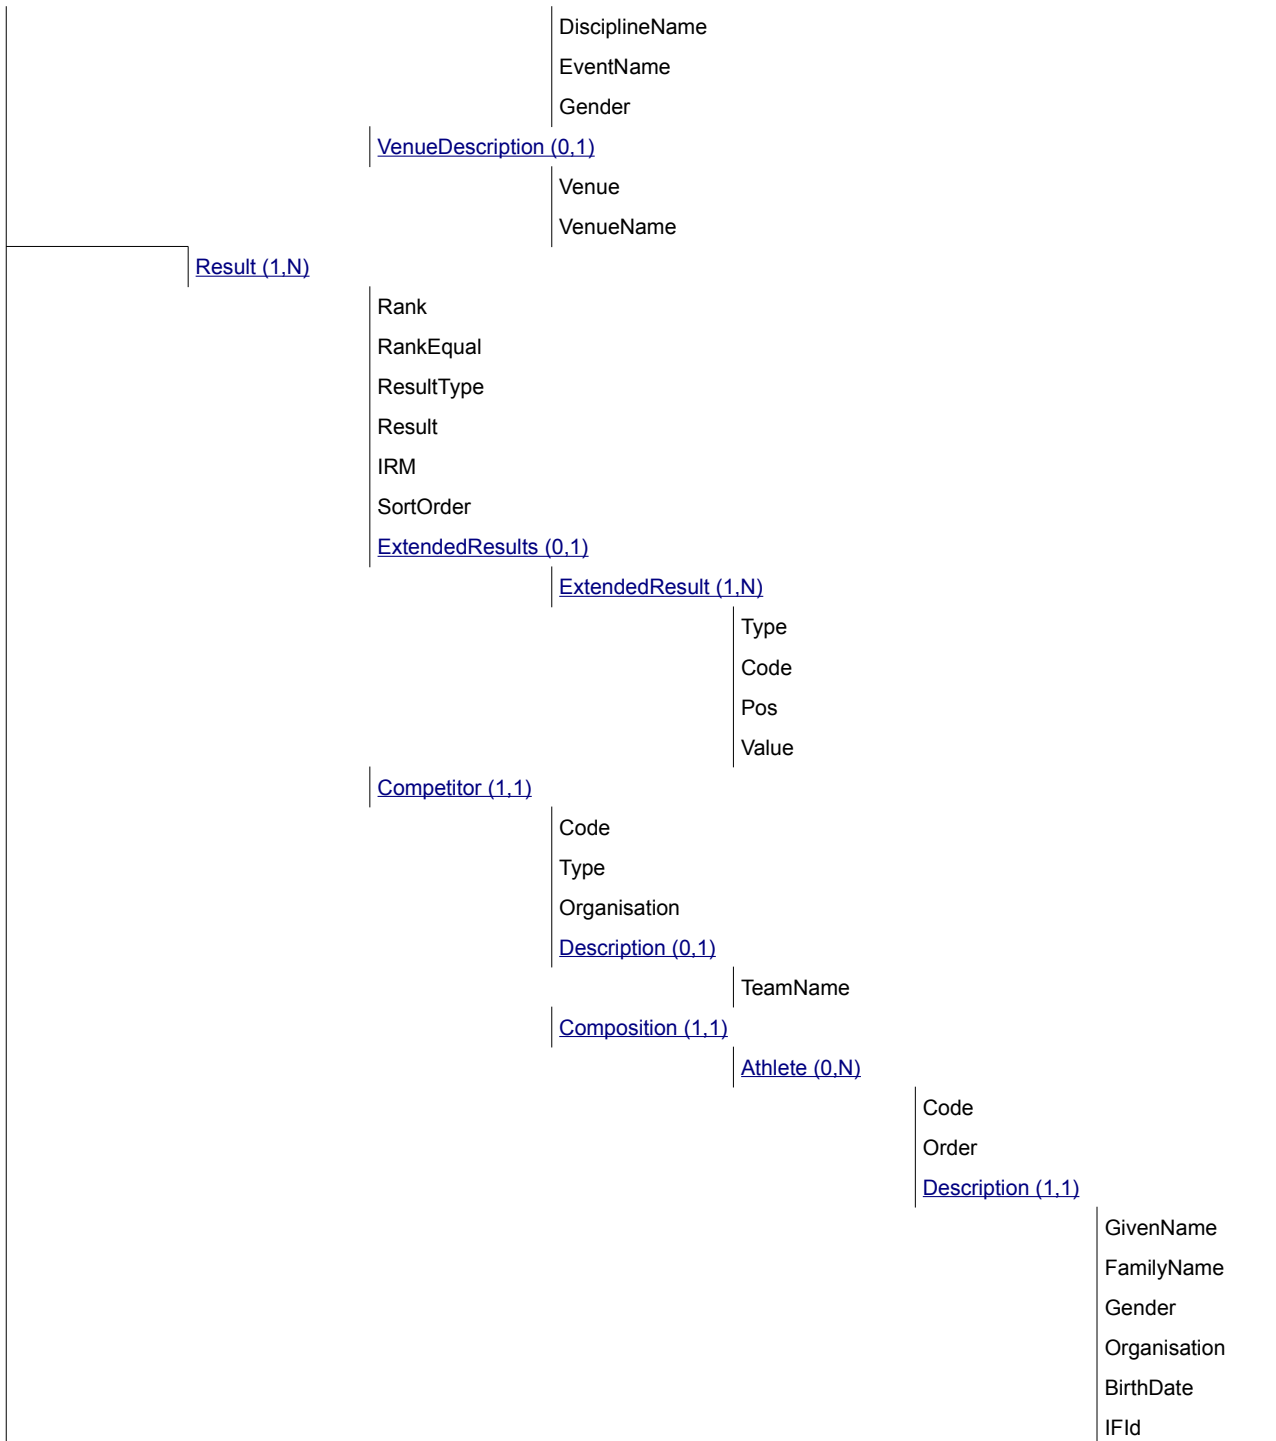 DisciplineName
EventName
Gender
VenueDescription (0,1)
Venue
VenueName
Result (1,N)
Rank
RankEqual
ResultType
Result
IRM
SortOrder
ExtendedResults (0,1)
ExtendedResult (1,N)
Type
Code
Pos
Value
Competitor (1,1)
Code
Type
Organisation
Description (0,1)
TeamName
Composition (1,1)
Athlete (0,N)
Code
Order
Description (1,1)
GivenName
FamilyName
Gender
Organisation
BirthDate
IFId